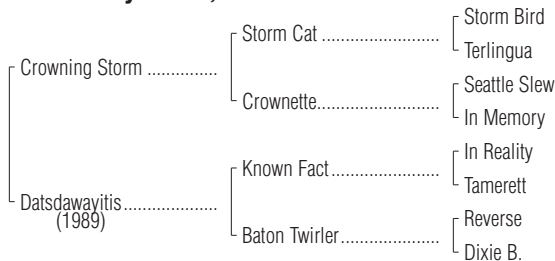 Storm Bird
Storm Cat ........................
Terlingua
Crowning Storm ..............
Seattle Slew
Crownette.........................
In Memory
In Reality
Known Fact......................
Tamerett
Datsdawayitis...................
(1989)
Reverse
Baton Twirler....................
Dixie B.